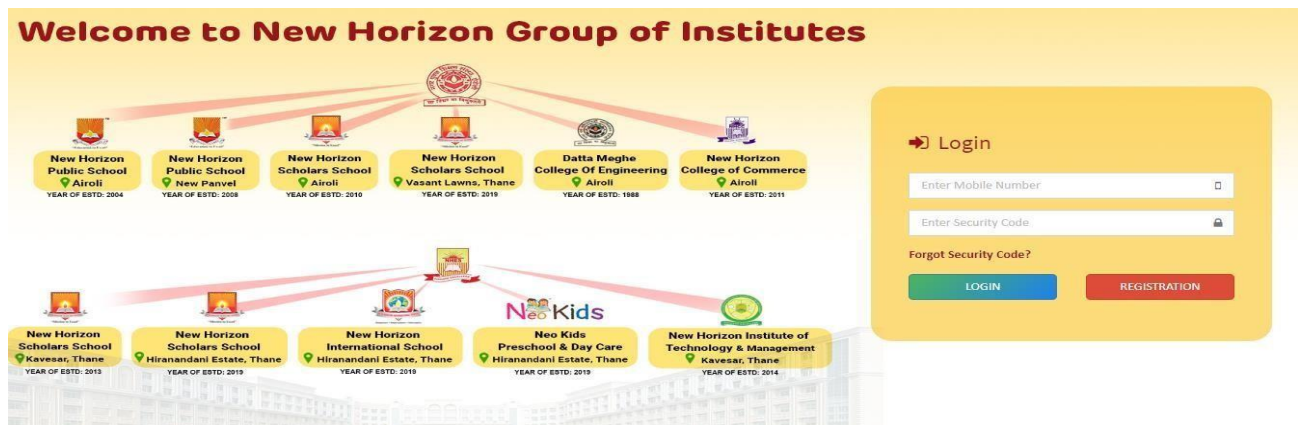 Welcome to New Horizon Group of Institutes
New Horizon
Public School
Airoli
YEAR OF ESTD: 2004
New Horizon
Public School
New Panvel
YEAR OF ESTD: 2008
New Horizon
Scholars School
Airoli
YEAR OF ESTD: 2010
New Horizon
Scholars School
Vasant Lawns, Thane
YEAR OF ESTD: 2019
Datta Meghe
College Of Engineering
Airoli
YEAR OF ESTD: 1988
New Horizon
College of Commerce
Airoli
YEAR OF ESTD: 2011
NHES
New Horizon
Scholars School
Kavesar, Thane
YEAR OF ESTD: 2013
New Horizon
Scholars School
Hiranandani Estate, Thane
YEAR OF ESTD: 2019
New Horizon
International School
Hiranandani Estate, Thane
YEAR OF ESTD: 2019
Neo Kids
Neo Kids
Preschool & Day Care
Hiranandani Estate, Thane
YEAR OF ESTD: 2019
New Horizon Institute of
Technology & Management
Kavesar, Thane
YEAR OF ESTD: 2014
Login
Enter Mobile Number
Enter Security Code
Forgot Security Code?
LOGIN REGISTRATION